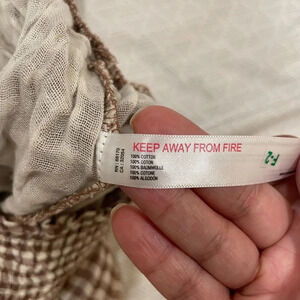 KEEP AWAY FROM FIRE
100% COTTON
100% COTON
100% BAUMWOLLE
100% COTONE
100% ALGODON